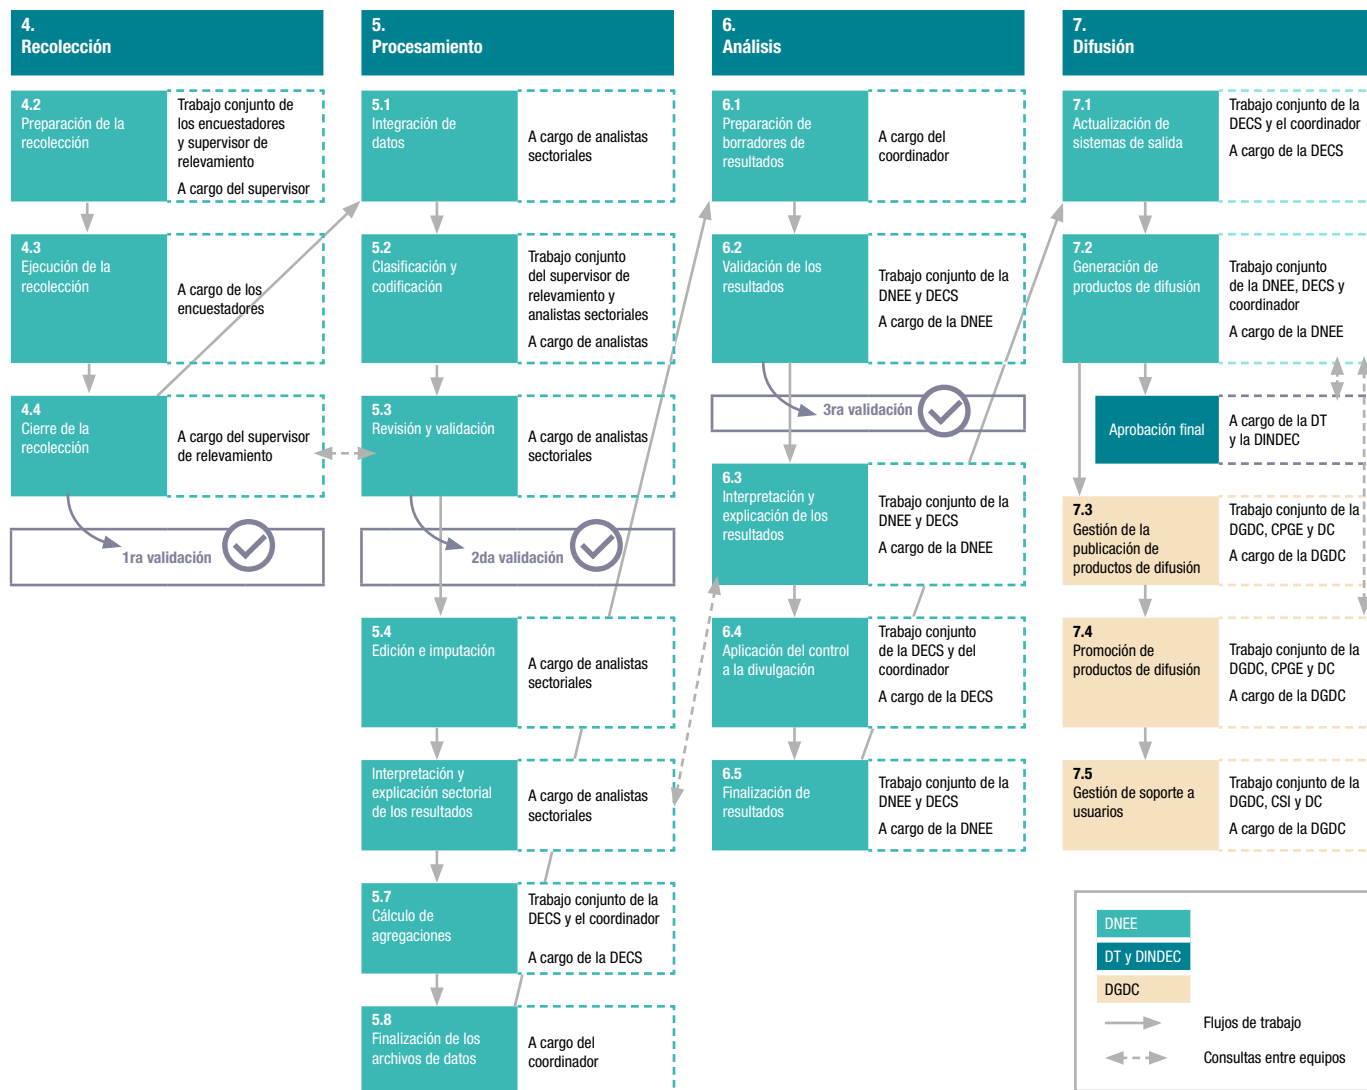 4.
Recolección
4.2
Preparación de la
recolección
Trabajo conjunto de
los encuestadores
y supervisor de
relevamiento
A cargo del supervisor
4.3
Ejecución de la
recolección
A cargo de los
encuestadores
4.4
Cierre de la
recolección
A cargo del supervisor
de relevamiento
1ra validación
5.
Procesamiento
5.1
Integración de
datos
A cargo de analistas
sectoriales
5.2
Clasificación y
codificación
Trabajo conjunto
del supervisor de
relevamiento y
analistas sectoriales
A cargo de analistas
5.3
Revisión y validación
A cargo de analistas
sectoriales
2da validación
5.4
Edición e imputación
A cargo de analistas
sectoriales
Interpretación y
explicación sectorial
de los resultados
A cargo de analistas
sectoriales
5.7
Cálculo de
agregaciones
Trabajo conjunto de la
DECS y el coordinador
A cargo de la DECS
5.8
Finalización de los
archivos de datos
A cargo del
coordinador
6.
Análisis
6.1
Preparación de
borradores de
resultados
A cargo del
coordinador
6.2
Validación de los
resultados
Trabajo conjunto de la
DNEE y DECS
A cargo de la DNEE
3ra validación
6.3
Interpretación y
explicación de los
resultados
Trabajo conjunto de la
DNEE y DECS
A cargo de la DNEE
6.4
Aplicación del control
a la divulgación
Trabajo conjunto
de la DECS y del
coordinador
A cargo de la DECS
6.5
Finalización de
resultados
Trabajo conjunto de la
DNEE y DECS
A cargo de la DNEE
7.
Difusión
7.1
Actualización de
sistemas de salida
Trabajo conjunto de la
DECS y el coordinador
A cargo de la DECS
7.2
Generación de
productos de difusión
Trabajo conjunto
de la DNEE, DECS y
coordinador
A cargo de la DNEE
Aprobación final
A cargo de la DT
y la DINDEC
7.3
Gestión de la
publicación de
productos de difusión
Trabajo conjunto de la
DGDC, CPGE y DC
A cargo de la DGDC
7.4
Promoción de
productos de difusión
Trabajo conjunto de la
DGDC, CPGE y DC
A cargo de la DGDC
7.5
Gestión de soporte a
usuarios
Trabajo conjunto de la
DGDC, CSI y DC
A cargo de la DGDC
DNEE
DT y DINDEC
DGDC
Flujos de trabajo
Consultas entre equipos